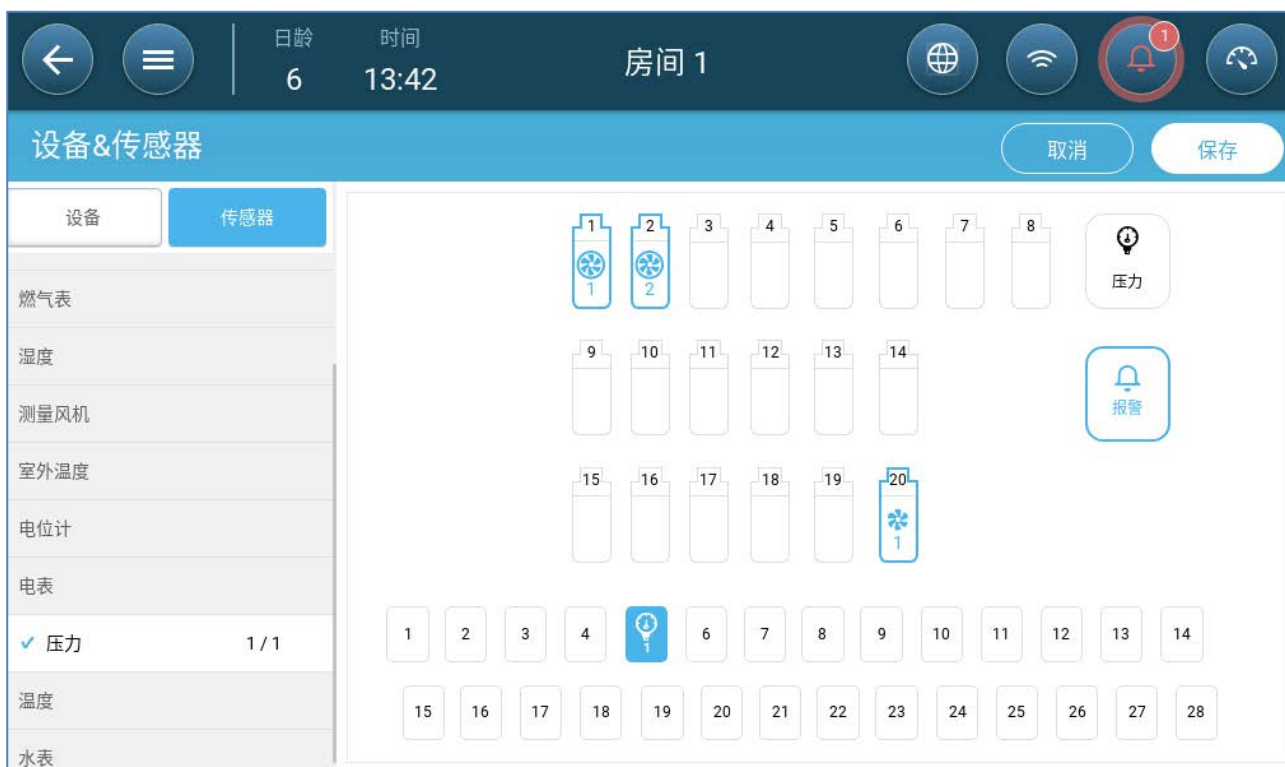 日龄 时间 1
6 13:42 房间 1
设备&传感器 取消 保存
设备 传感器
燃气表
湿度
测量风机
室外温度
电位计
电表
✓ 压力 1 / 1
温度
水表
1 2 3 4 5 6 7 8
1 2
压力
9 10 11 12 13 14
报警
15 16 17 18 19 20
1
1 2 3 4 1 6 7 8 9 10 11 12 13 14
15 16 17 18 19 20 21 22 23 24 25 26 27 28